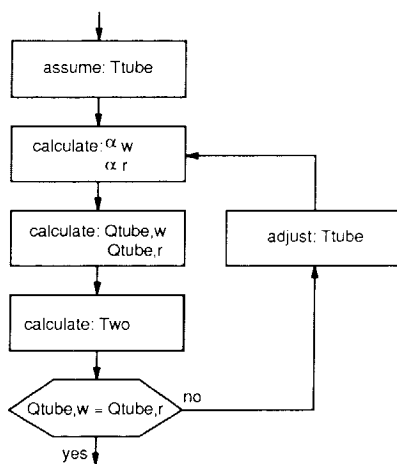 assume: Ttube
calculate: α w
α r
calculate: Qtube,w
Qtube,r
adjust: Ttube
calculate: Two
Qtube,w = Qtube,r
no
yes